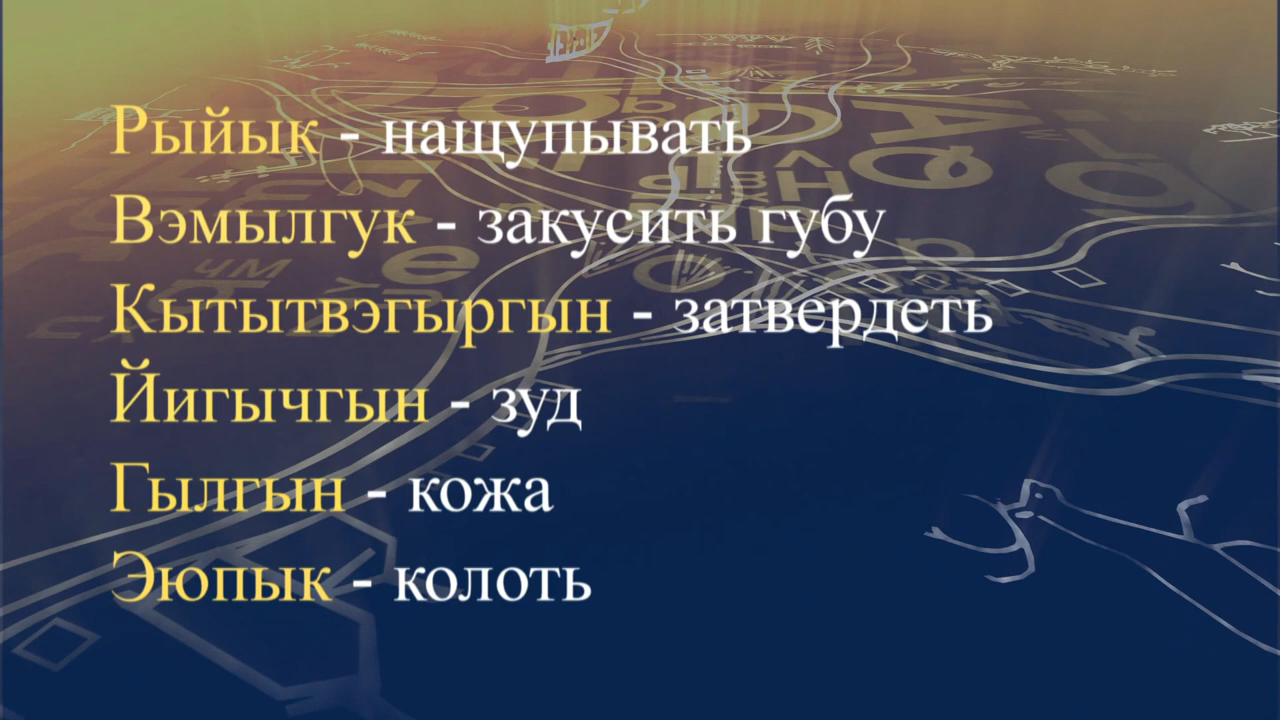 Рыйык - нащупывать
Вэмылгук - закусить губу
Кытытвэгыргын - затвердеть
Йигычгын - зуд
Гылгын - кожа
Эюпык - колоть